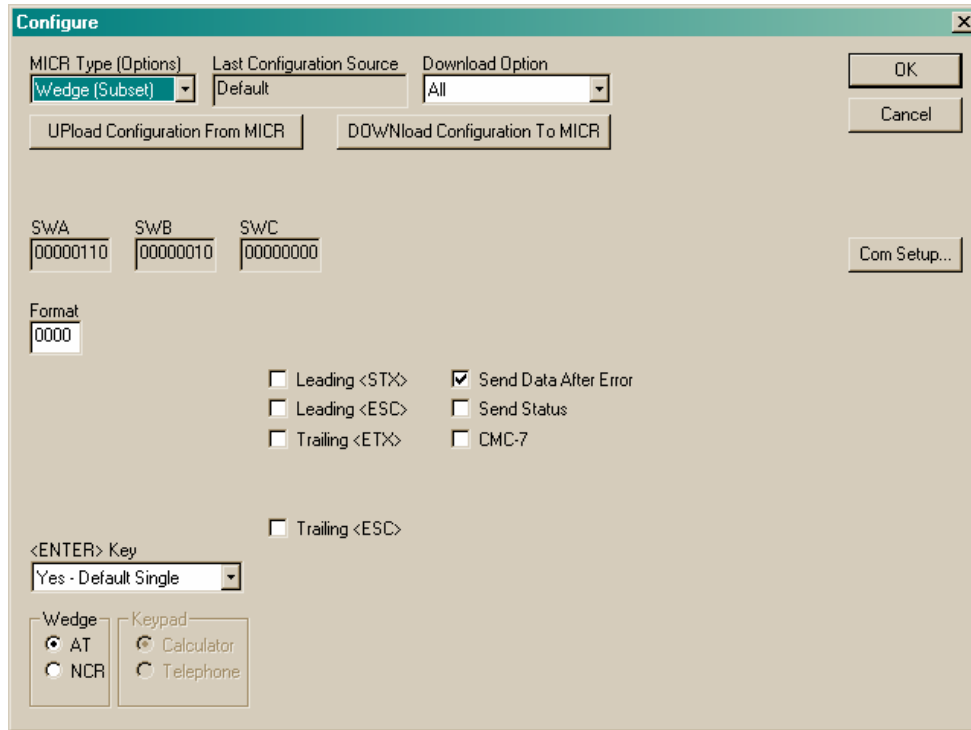 Configure
MICR Type (Options) Last Configuration Source Download Option
Wedge (Subset) Default All OK
UPload Configuration From MICR DOWNload Configuration To MICR Cancel
SWA SWB SWC
00000110 00000010 00000000 Com Setup...
Format
0000
Leading <STX> Send Data After Error
Leading <ESC> Send Status
Trailing <ETX> CMC-7
Trailing <ESC>
<ENTER> Key
Yes - Default Single
Wedge Keypad
AT Calculator
NCR Telephone